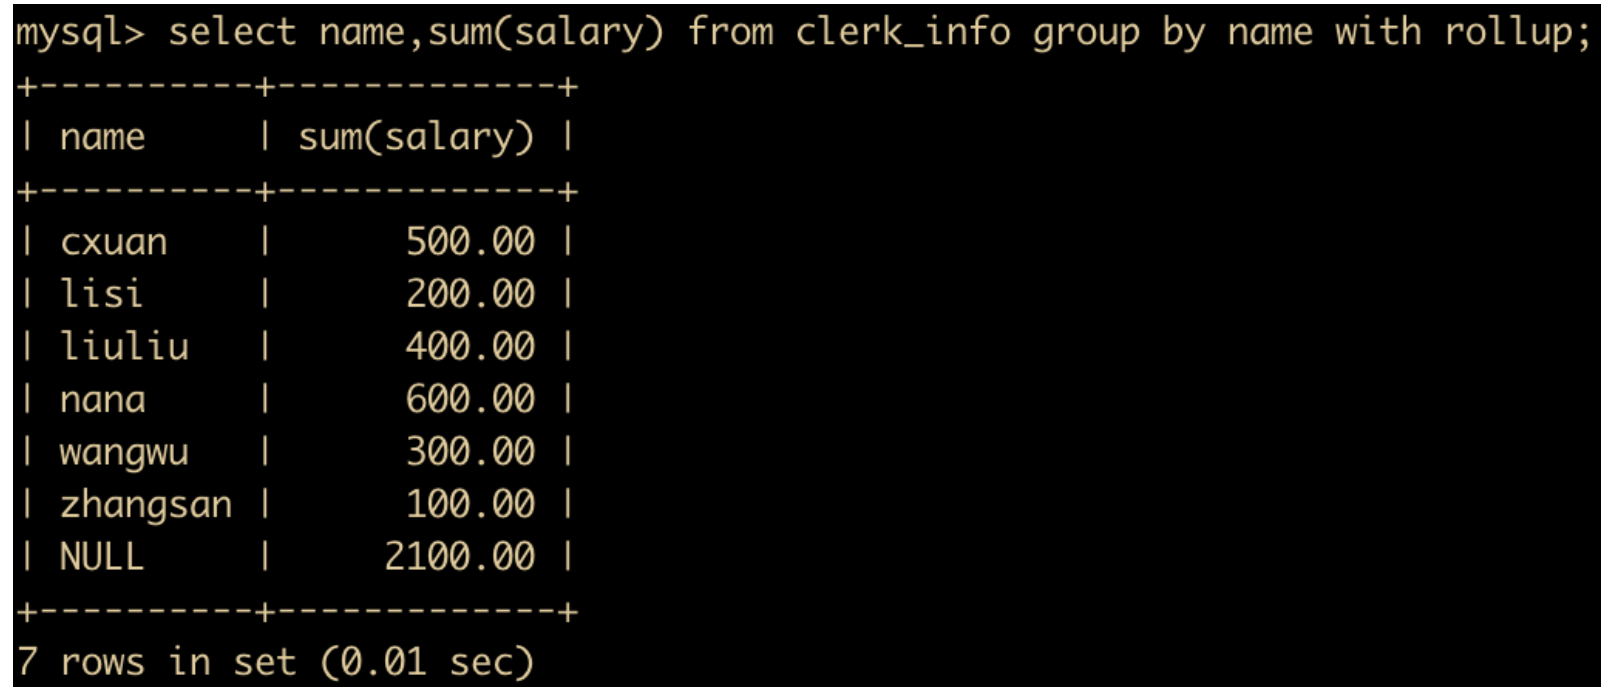 mysql> select name,sum(salary) from clerk_info group by name with rollup;
+----------+-------------+
| name     | sum(salary) |
+----------+-------------+
| cxuan    |      500.00 |
| lisi     |      200.00 |
| liuliu   |      400.00 |
| nana     |      600.00 |
| wangwu   |      300.00 |
| zhangsan |      100.00 |
| NULL     |     2100.00 |
+----------+-------------+
7 rows in set (0.01 sec)